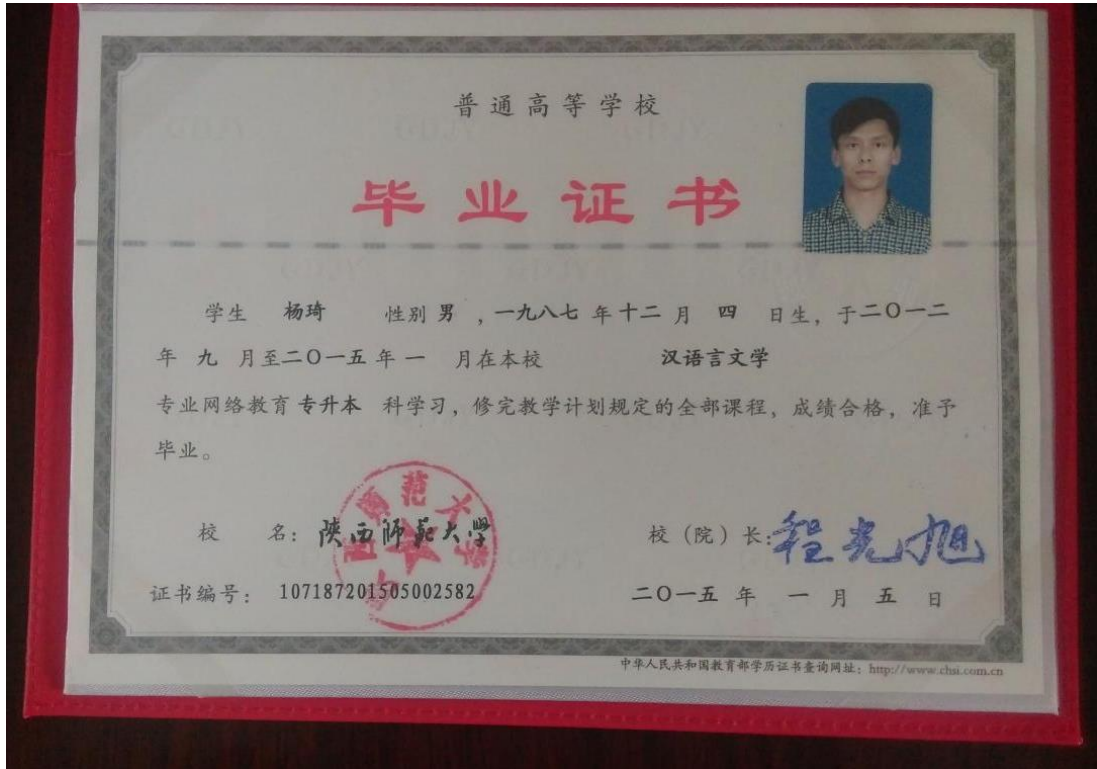 普通高等学校
毕业证书
学生 杨琦 性别 男 ，一九八七 年 十二 月 四 日生，于二〇一二
年 九 月至二〇一五 年 一 月在本校 汉语言文学
专业网络教育 专升本 科学习，修完教学计划规定的全部课程，成绩合格，准予
毕业。
校 名：陕西师范大学
校（院）长：程光旭
证书编号： 107187201505002582
二〇一五 年 一 月 五 日
中华人民共和国教育部学历证书查询网址：http://www.chsi.com.cn